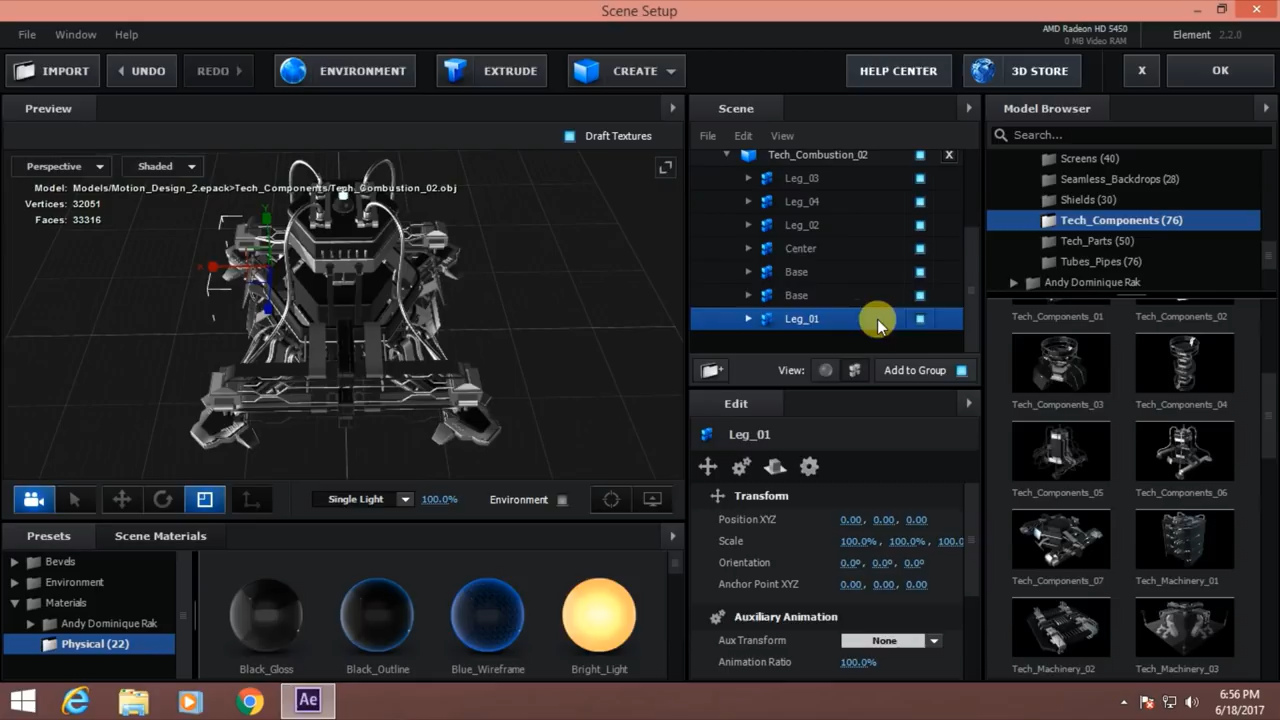 Scene Setup
File Window Help
AMD Radeon HD 5450
0 MB Video RAM
Element 2.2.0
IMPORT UNDO REDO ENVIRONMENT EXTRUDE CREATE HELP CENTER 3D STORE X OK
Preview
Draft Textures
Perspective Shaded
Model: Models/Motion_Design_2.epack>Tech_Components/Tech_Combustion_02.obj
Vertices: 32051
Faces: 33316
Single Light 100.0% Environment
Presets Scene Materials
Bevels
Environment
Materials
Andy Dominique Rak
Physical (22)
Black_Gloss Black_Outline Blue_Wireframe Bright_Light
Scene
File Edit View
Tech_Combustion_02 X
Leg_03
Leg_04
Leg_02
Center
Base
Base
Leg_01
View: Add to Group
Edit
Leg_01
Transform
Position XYZ 0.00, 0.00, 0.00
Scale 100.0%, 100.0%, 100.0
Orientation 0.0°, 0.0°, 0.0°
Anchor Point XYZ 0.00, 0.00, 0.00
Auxiliary Animation
Aux Transform None
Animation Ratio 100.0%
Model Browser
Search...
Screens (40)
Seamless_Backdrops (28)
Shields (30)
Tech_Components (76)
Tech_Parts (50)
Tubes_Pipes (76)
Andy Dominique Rak
Tech_Components_01 Tech_Components_02
Tech_Components_03 Tech_Components_04
Tech_Components_05 Tech_Components_06
Tech_Components_07 Tech_Machinery_01
Tech_Machinery_02 Tech_Machinery_03
Ae
6:56 PM
6/18/2017